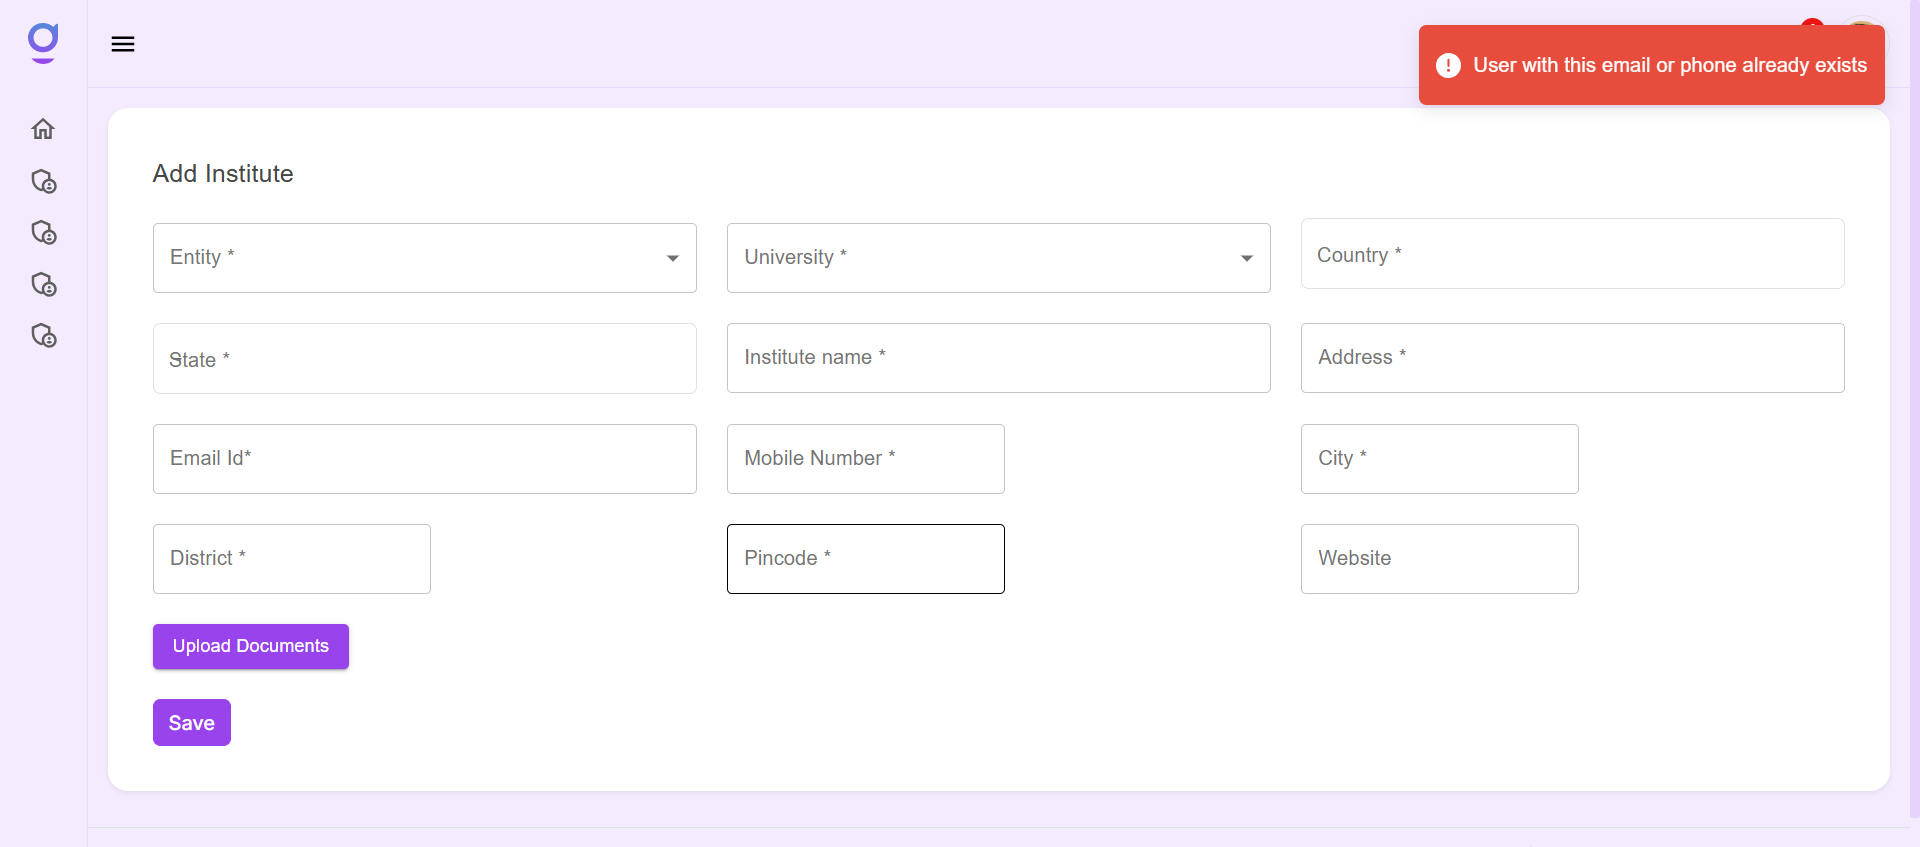 User with this email or phone already exists
Add Institute
Entity *
University *
Country *
State *
Institute name *
Address *
Email Id*
Mobile Number *
City *
District *
Pincode *
Website
Upload Documents
Save